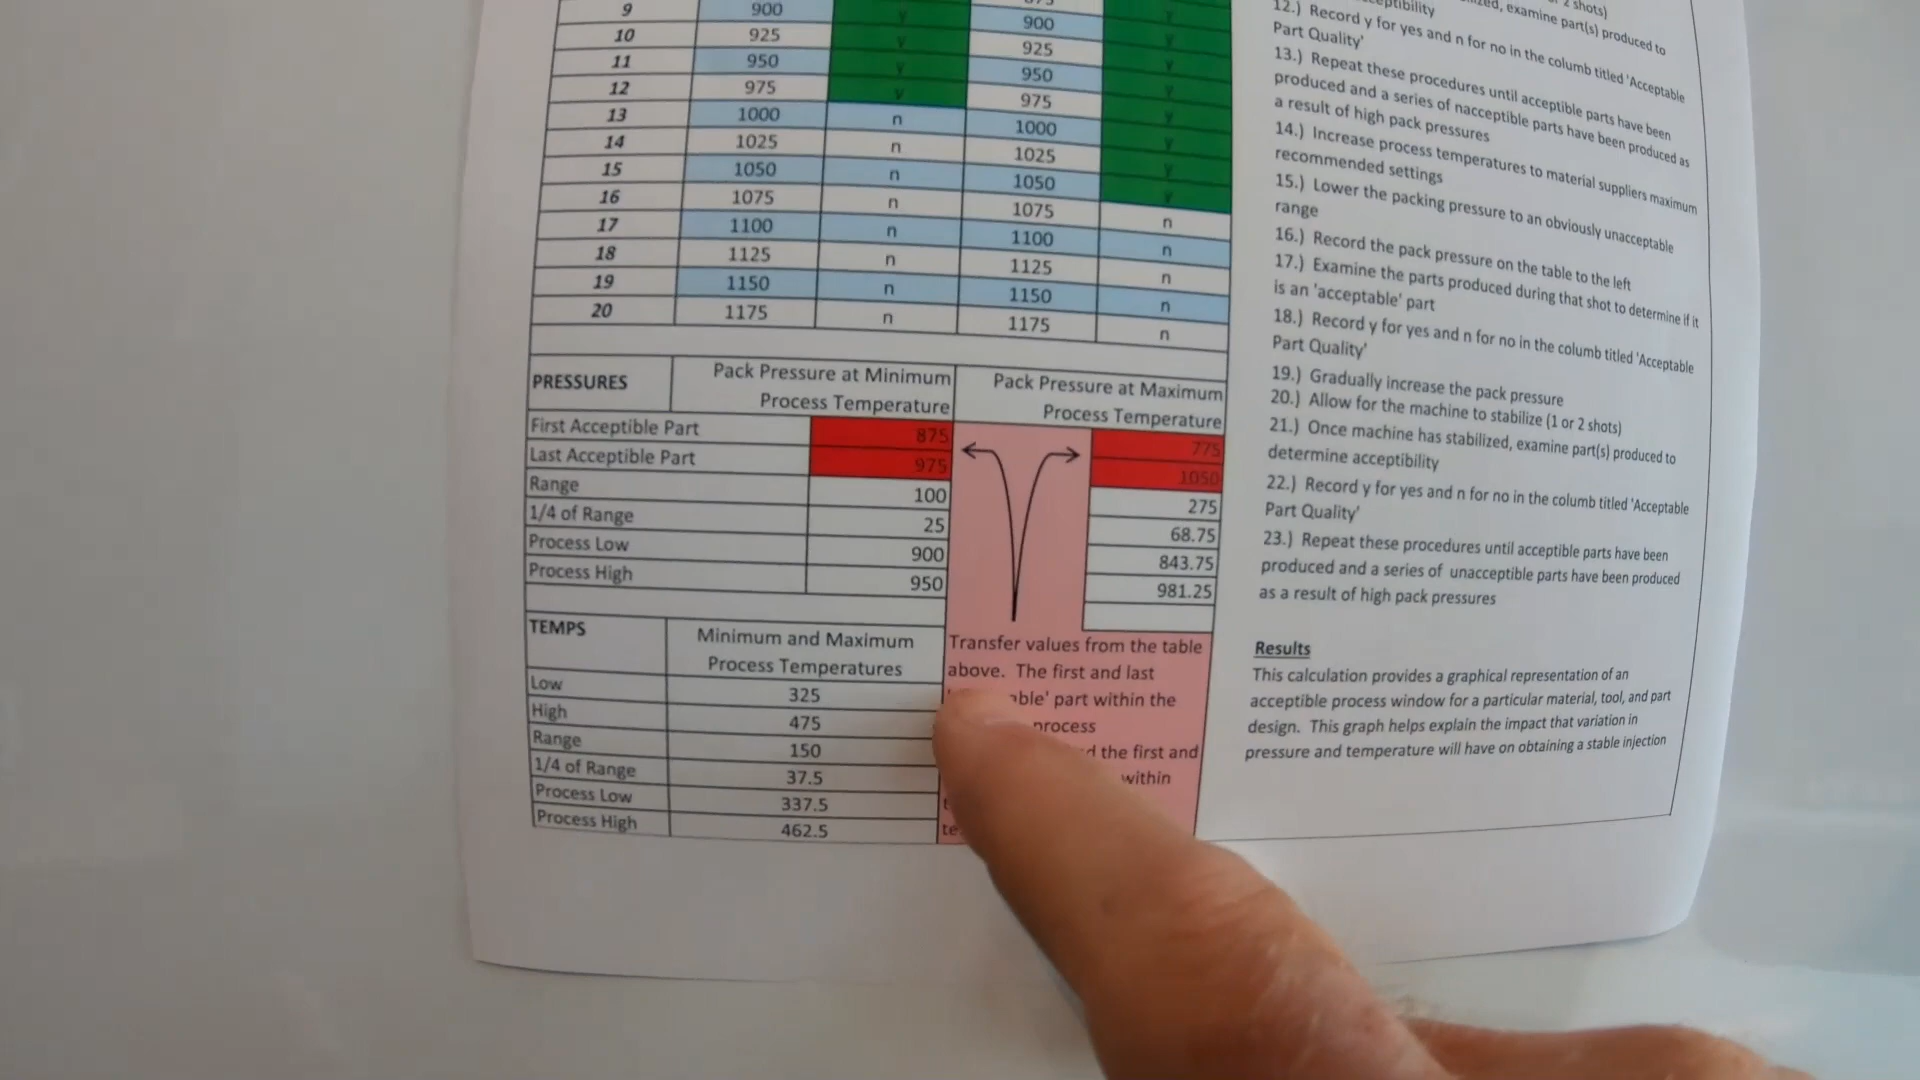 9 900 y
900 y
10 925 y
925 y
11 950 y
950 y
12 975 y
975 y
13 1000 n
1000 y
14 1025 n
1025 y
15 1050 n
1050 y
16 1075 n
1075 n
17 1100 n
1100 n
18 1125 n
1125 n
19 1150 n
1150 n
20 1175 n
1175 n
PRESSURES
Pack Pressure at Minimum
Process Temperature
Pack Pressure at Maximum
Process Temperature
First Acceptible Part 875 775
Last Acceptible Part 975 1050
Range 100 275
1/4 of Range 25 68.75
Process Low 900 843.75
Process High 950 981.25
TEMPS
Minimum and Maximum
Process Temperatures
Low 325
High 475
Range 150
1/4 of Range 37.5
Process Low 337.5
Process High 462.5
Transfer values from the table
above. The first and last
able' part within the
process
the first and
within
2 shots)
examine part(s) produced to
12.) Record y for yes and n for no in the columb titled 'Acceptable
Part Quality'
13.) Repeat these procedures until acceptible parts have been
produced and a series of nacceptible parts have been produced as
a result of high pack pressures
14.) Increase process temperatures to material suppliers maximum
recommended settings
15.) Lower the packing pressure to an obviously unacceptable
range
16.) Record the pack pressure on the table to the left
17.) Examine the parts produced during that shot to determine if it
is an 'acceptable' part
18.) Record y for yes and n for no in the columb titled 'Acceptable
Part Quality'
19.) Gradually increase the pack pressure
20.) Allow for the machine to stabilize (1 or 2 shots)
21.) Once machine has stabilized, examine part(s) produced to
determine acceptibility
22.) Record y for yes and n for no in the columb titled 'Acceptable
Part Quality'
23.) Repeat these procedures until acceptible parts have been
produced and a series of unacceptible parts have been produced
as a result of high pack pressures
Results
This calculation provides a graphical representation of an
acceptible process window for a particular material, tool, and part
design. This graph helps explain the impact that variation in
pressure and temperature will have on obtaining a stable injection